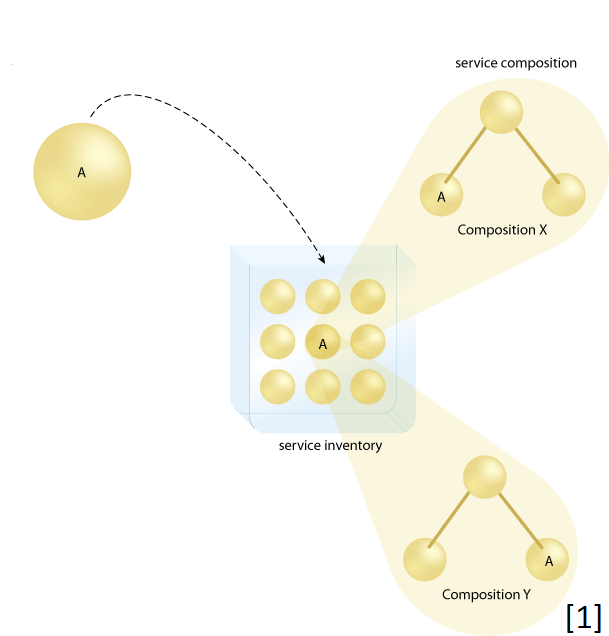 service composition
A
A
Composition X
A
service inventory
A
Composition Y
[1]